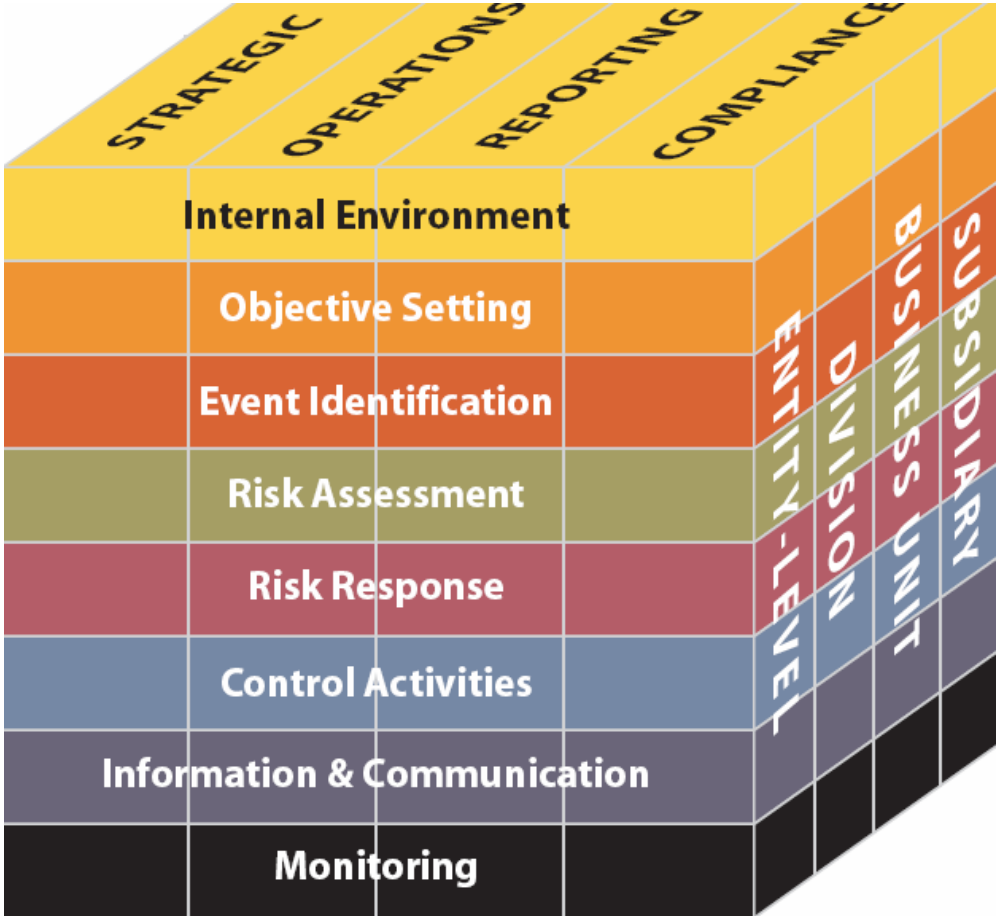 STRATEGIC
OPERATIONS
REPORTING
COMPLIANCE
Internal Environment
Objective Setting
Event Identification
Risk Assessment
Risk Response
Control Activities
Information & Communication
Monitoring
ENTITY-LEVEL
DIVISION
BUSINESS UNIT
SUBSIDIARY